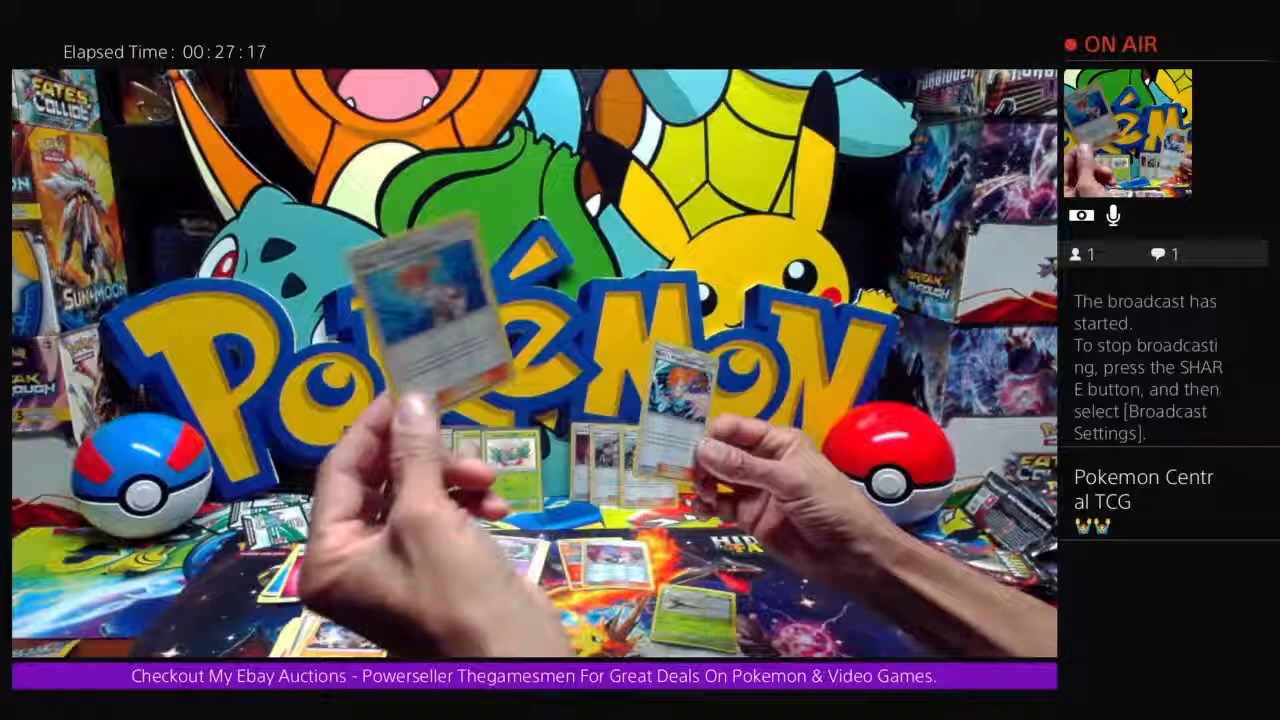 Elapsed Time: 00:27:17
ON AIR
FATES
COLLIDE
SUN & MOON
POKéMON
BREAK
THROUGH
1
1
The broadcast has
started.
To stop broadcasti
ng, press the SHAR
E button, and then
select [Broadcast
Settings].
Pokemon Centr
al TCG
Checkout My Ebay Auctions - Powerseller Thegamesmen For Great Deals On Pokemon & Video Games.